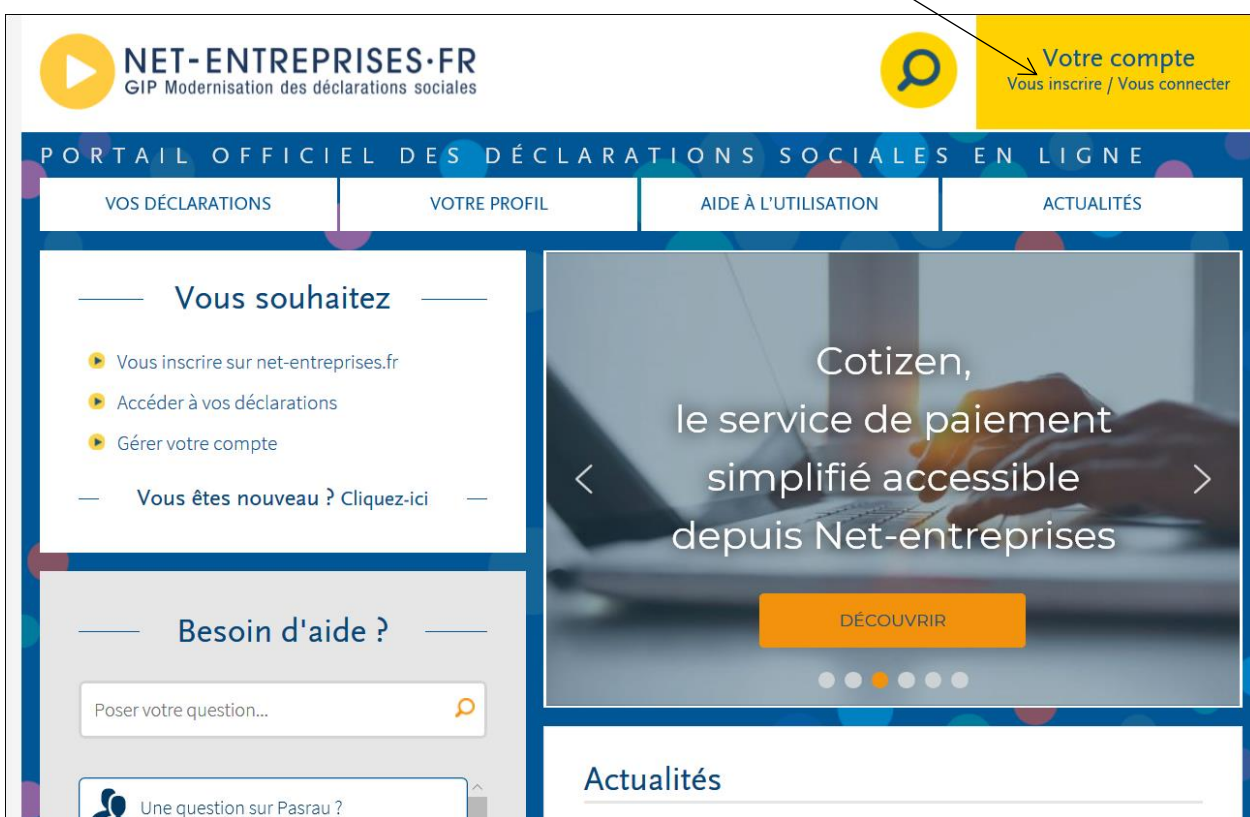 NET-ENTREPRISES·FR
GIP Modernisation des déclarations sociales
Votre compte
Vous inscrire / Vous connecter
PORTAIL OFFICIEL DES DÉCLARATIONS SOCIALES EN LIGNE
VOS DÉCLARATIONS
VOTRE PROFIL
AIDE À L'UTILISATION
ACTUALITÉS
Vous souhaitez
Vous inscrire sur net-entreprises.fr
Accéder à vos déclarations
Gérer votre compte
Vous êtes nouveau ? Cliquez-ici
Cotizen,
le service de paiement
simplifié accessible
depuis Net-entreprises
DÉCOUVRIR
Besoin d'aide ?
Poser votre question...
Une question sur Pasrau ?
Actualités